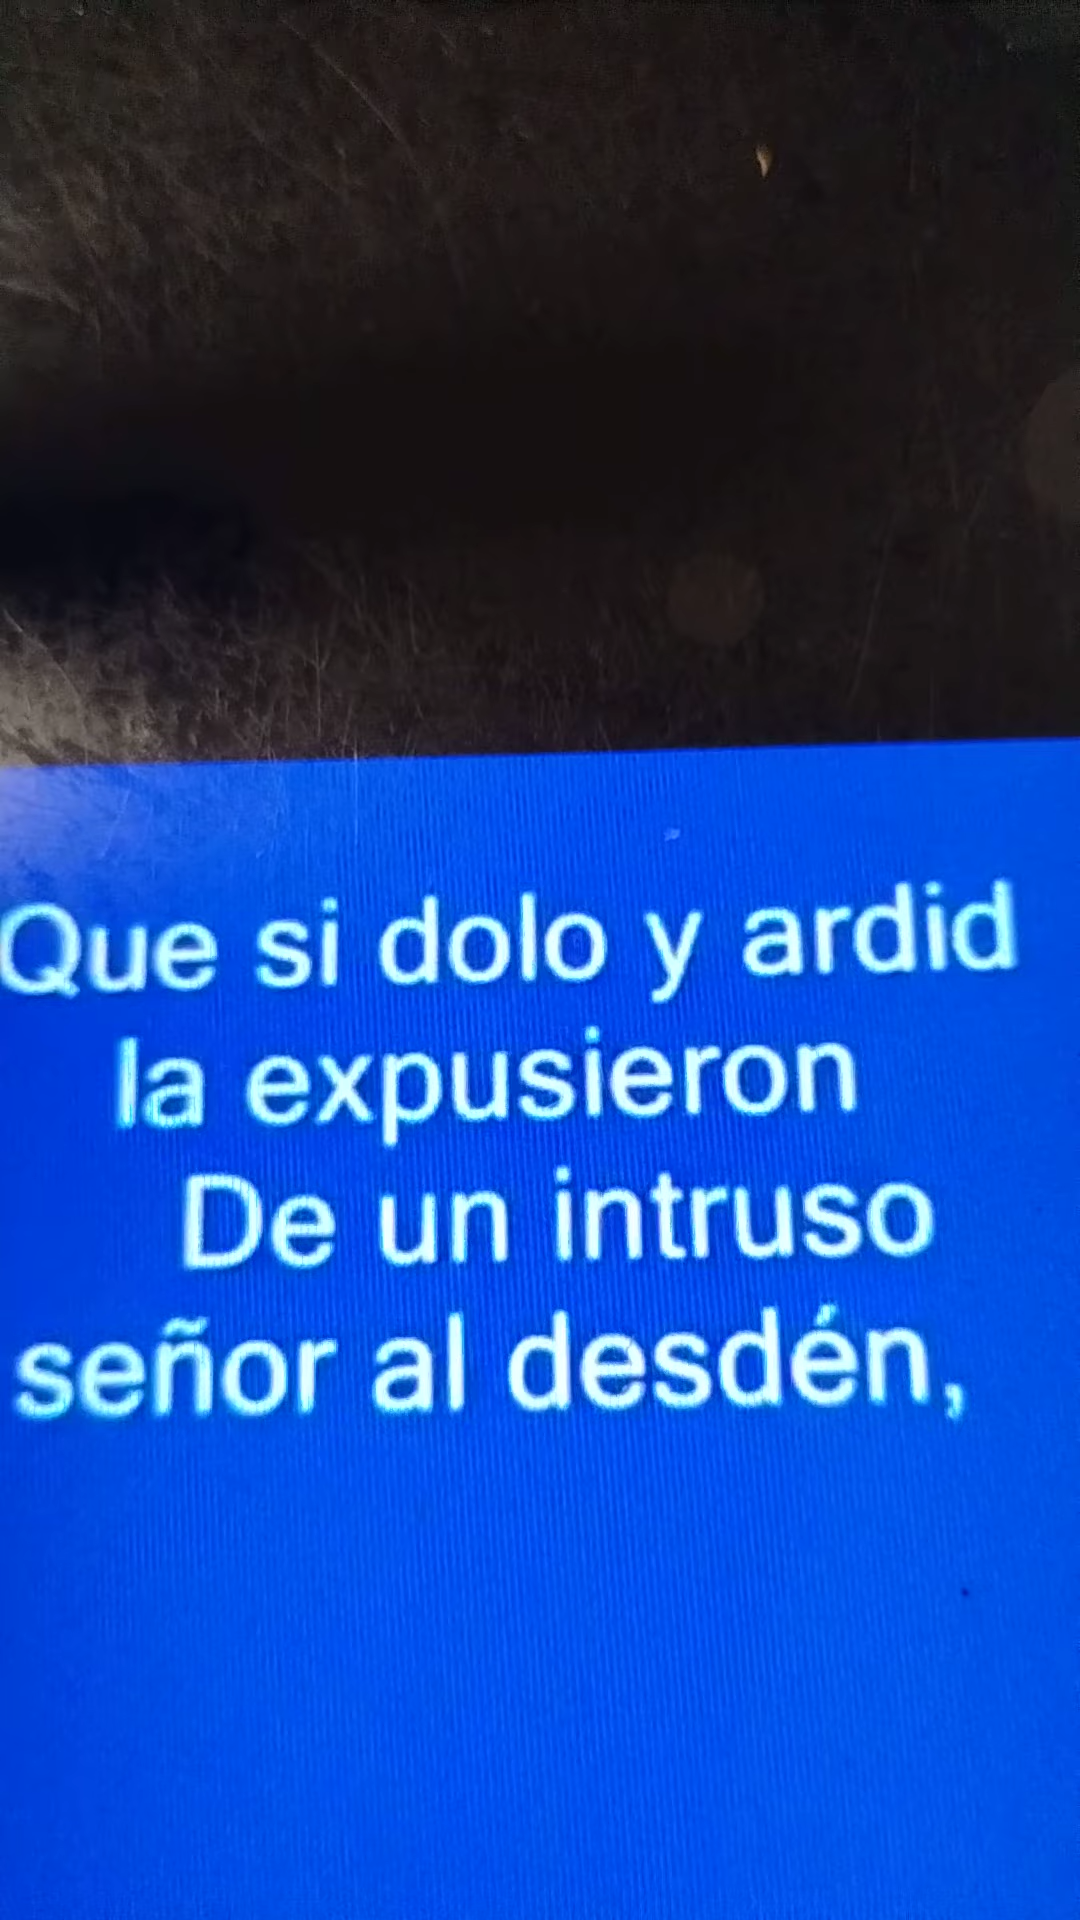 Que si dolo y ardid
la expusieron
De un intruso
señor al desdén,